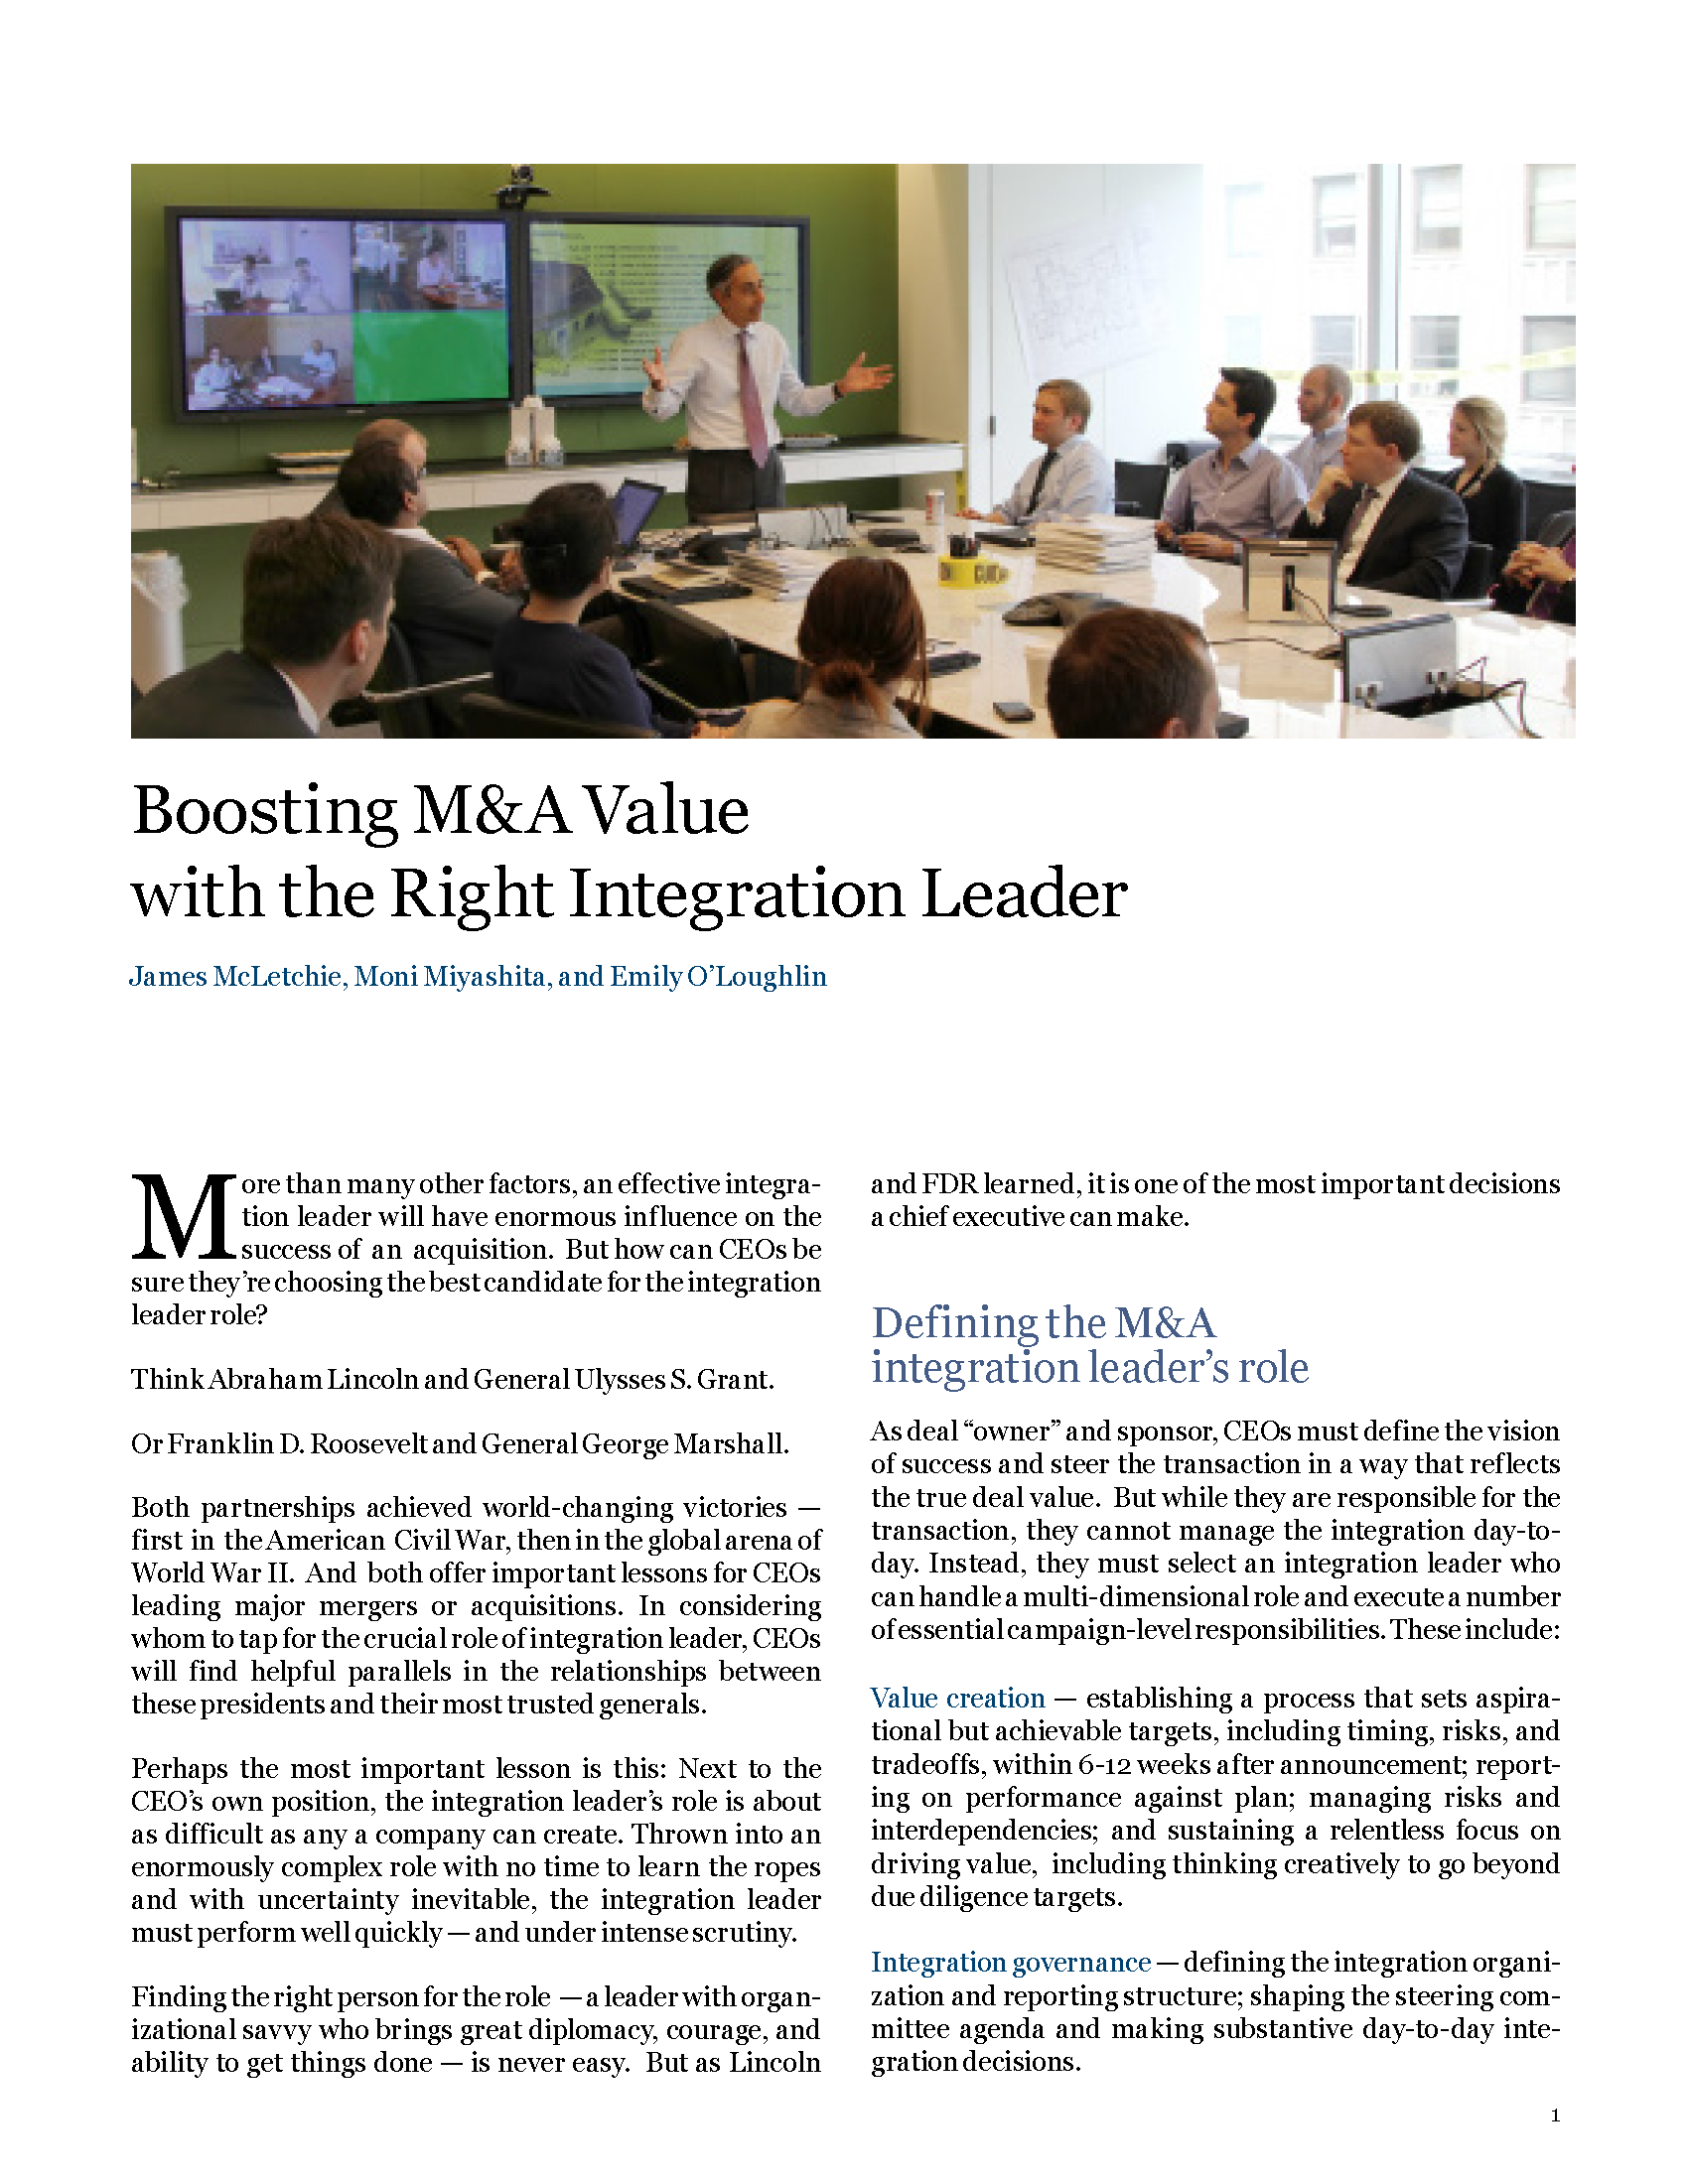 Boosting M&A Value
with the Right Integration Leader
James McLetchie, Moni Miyashita, and Emily O’Loughlin
More than many other factors, an effective integra-
tion leader will have enormous influence on the
success of an acquisition. But how can CEOs be
sure they’re choosing the best candidate for the integration
leader role?
Think Abraham Lincoln and General Ulysses S. Grant.
Or Franklin D. Roosevelt and General George Marshall.
Both partnerships achieved world-changing victories —
first in the American Civil War, then in the global arena of
World War II. And both offer important lessons for CEOs
leading major mergers or acquisitions. In considering
whom to tap for the crucial role of integration leader, CEOs
will find helpful parallels in the relationships between
these presidents and their most trusted generals.
Perhaps the most important lesson is this: Next to the
CEO’s own position, the integration leader’s role is about
as difficult as any a company can create. Thrown into an
enormously complex role with no time to learn the ropes
and with uncertainty inevitable, the integration leader
must perform well quickly — and under intense scrutiny.
Finding the right person for the role — a leader with organ-
izational savvy who brings great diplomacy, courage, and
ability to get things done — is never easy. But as Lincoln
and FDR learned, it is one of the most important decisions
a chief executive can make.
Defining the M&A
integration leader’s role
As deal “owner” and sponsor, CEOs must define the vision
of success and steer the transaction in a way that reflects
the true deal value. But while they are responsible for the
transaction, they cannot manage the integration day-to-
day. Instead, they must select an integration leader who
can handle a multi-dimensional role and execute a number
of essential campaign-level responsibilities. These include:
Value creation — establishing a process that sets aspira-
tional but achievable targets, including timing, risks, and
tradeoffs, within 6-12 weeks after announcement; report-
ing on performance against plan; managing risks and
interdependencies; and sustaining a relentless focus on
driving value, including thinking creatively to go beyond
due diligence targets.
Integration governance — defining the integration organi-
zation and reporting structure; shaping the steering com-
mittee agenda and making substantive day-to-day inte-
gration decisions.
1